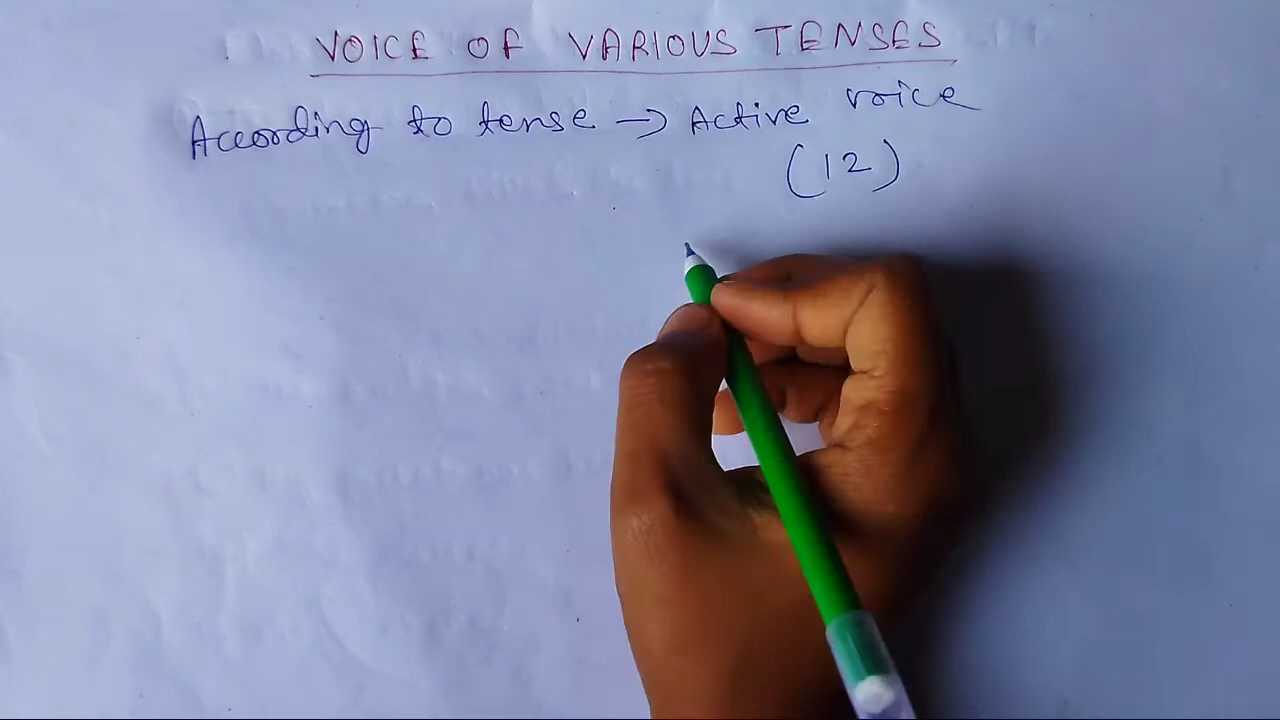 VOICE OF VARIOUS TENSES
According to tense → Active voice
(12)